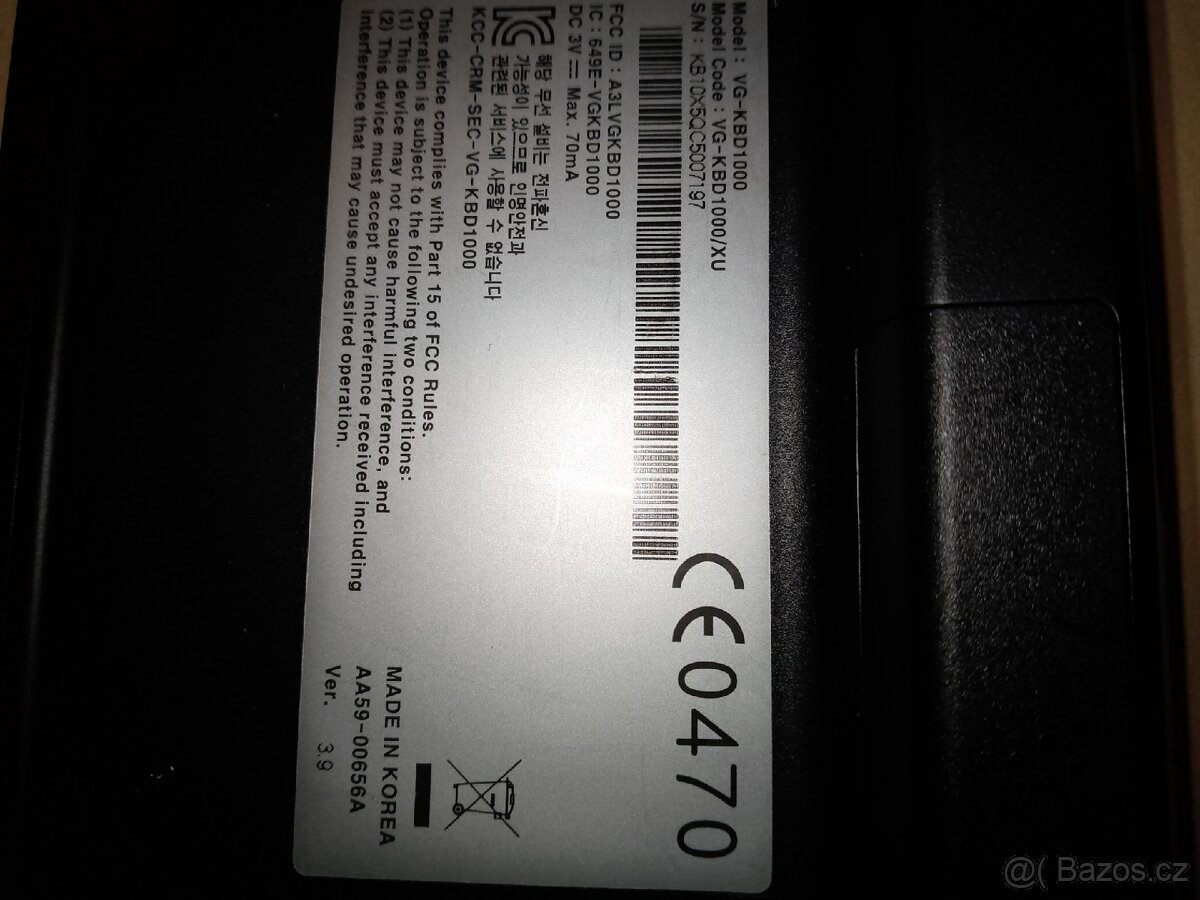 Model : VG-KBD1000
Model Code : VG-KBD1000/XU
S/N : KB1DX5QC5007197
FCC ID : A3LVGKBD1000
IC : 649E-VGKBD1000
DC 3V ⎓ Max. 70mA
해당 무선 설비는 전파혼신
가능성이 있으므로 인명안전과
관련된 서비스에 사용할 수 없습니다
KCC-CRM-SEC-VG-KBD1000
This device complies with Part 15 of FCC Rules.
Operation is subject to the following two conditions:
(1) This device may not cause harmful interference, and
(2) This device must accept any interference received including
interference that may cause undesired operation.
CE0470
MADE IN KOREA
AA59-00656A
Ver. 3.9
@( Bazos.cz